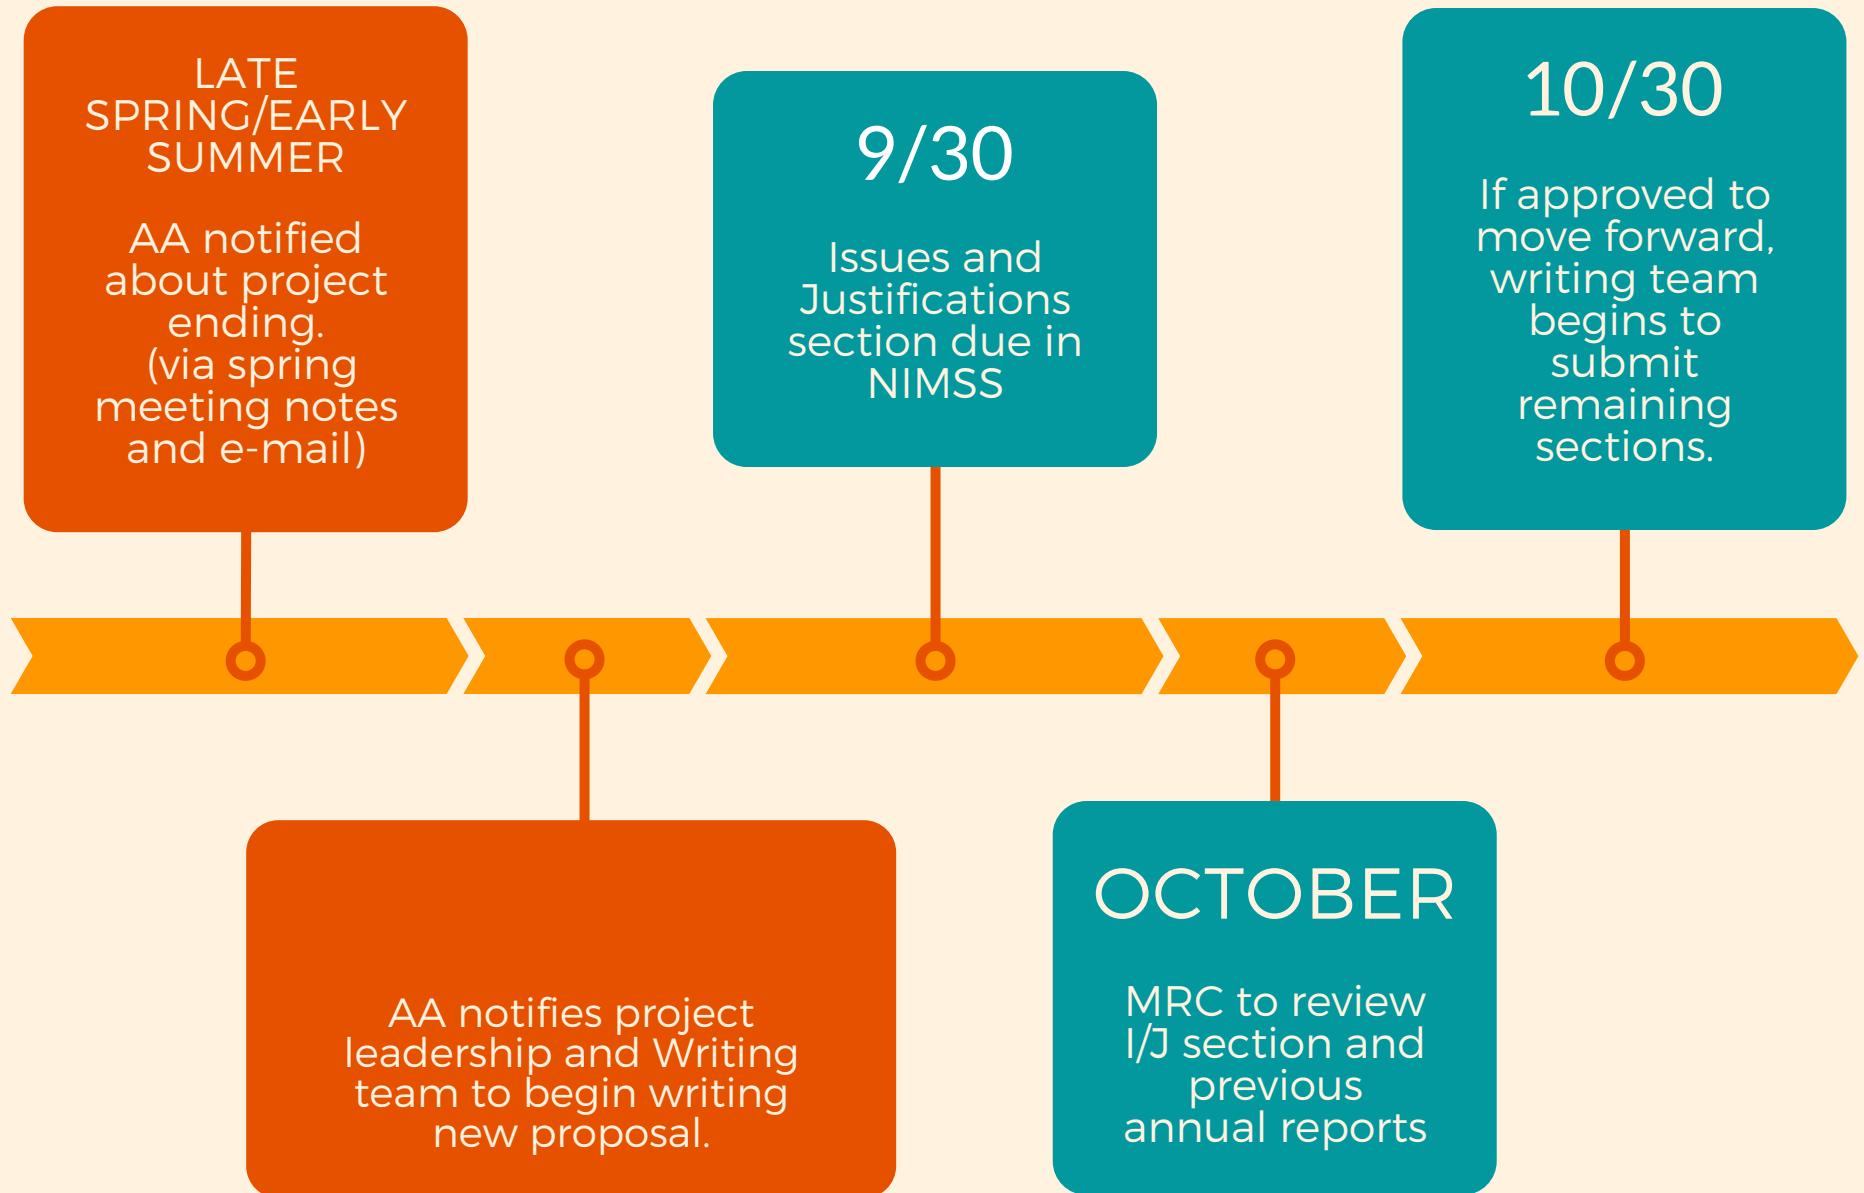 LATE
SPRING/EARLY
SUMMER
AA notified
about project
ending.
(via spring
meeting notes
and e-mail)
AA notifies project
leadership and Writing
team to begin writing
new proposal.
9/30
Issues and
Justifications
section due in
NIMSS
OCTOBER
MRC to review
I/J section and
previous
annual reports
10/30
If approved to
move forward,
writing team
begins to
submit
remaining
sections.